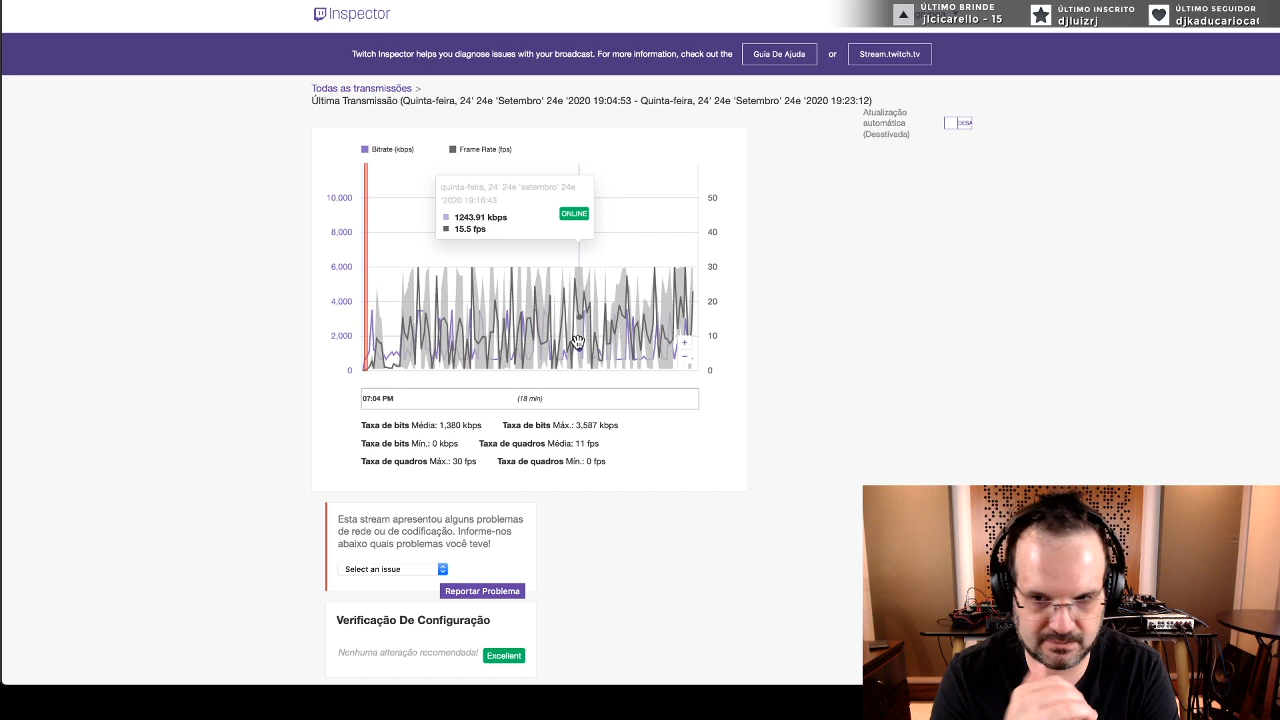 Inspector
ÚLTIMO BRINDE
jlcicarello - 15
ÚLTIMO INSCRITO
djluizrj
ÚLTIMO SEGUIDOR
djkaducariocat
Twitch Inspector helps you diagnose issues with your broadcast. For more information, check out the
Guia De Ajuda
or
Stream.twitch.tv
Todas as transmissões >
Última Transmissão (Quinta-feira, 24' 24e 'Setembro' 24e '2020 19:04:53 - Quinta-feira, 24' 24e 'Setembro' 24e '2020 19:23:12)
Atualização
automática
(Desativada)
DESA
Bitrate (kbps)
Frame Rate (fps)
quinta-feira, 24' 24e 'setembro' 24e
'2020 19:16:43
ONLINE
1243.91 kbps
15.5 fps
10,000
8,000
6,000
4,000
2,000
0
50
40
30
20
10
0
+
−
07:04 PM
(18 min)
Taxa de bits Média: 1,380 kbps
Taxa de bits Máx.: 3,587 kbps
Taxa de bits Mín.: 0 kbps
Taxa de quadros Média: 11 fps
Taxa de quadros Máx.: 30 fps
Taxa de quadros Mín.: 0 fps
Esta stream apresentou alguns problemas
de rede ou de codificação. Informe-nos
abaixo quais problemas você teve!
Select an issue
Reportar Problema
Verificação De Configuração
Nenhuma alteração recomendada!
Excellent